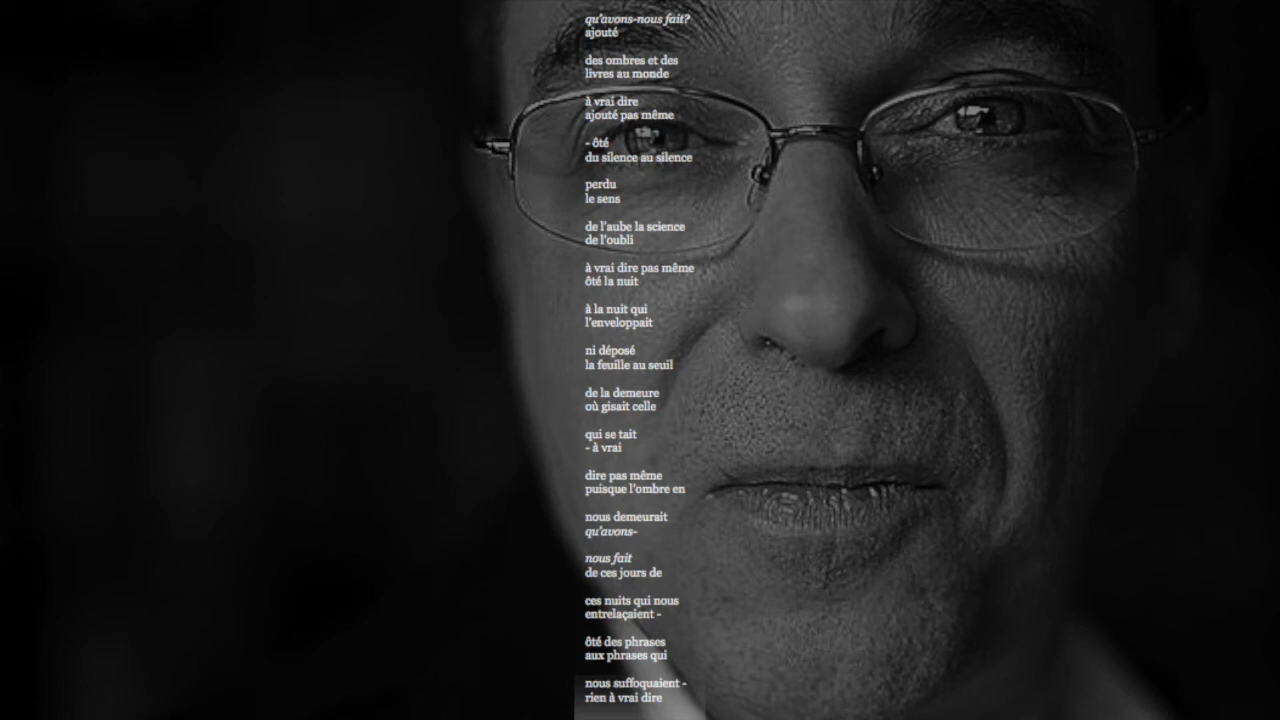 qu'avons-nous fait?
ajouté
des ombres et des
livres au monde
à vrai dire
ajouté pas même
- ôté
du silence au silence
perdu
le sens
de l'aube la science
de l'oubli
à vrai dire pas même
ôté la nuit
à la nuit qui
l'enveloppait
ni déposé
la feuille au seuil
de la demeure
où gisait celle
qui se tait
- à vrai
dire pas même
puisque l'ombre en
nous demeurait
qu'avons-
nous fait
de ces jours de
ces nuits qui nous
entrelaçaient -
ôté des phrases
aux phrases qui
nous suffoquaient -
rien à vrai dire